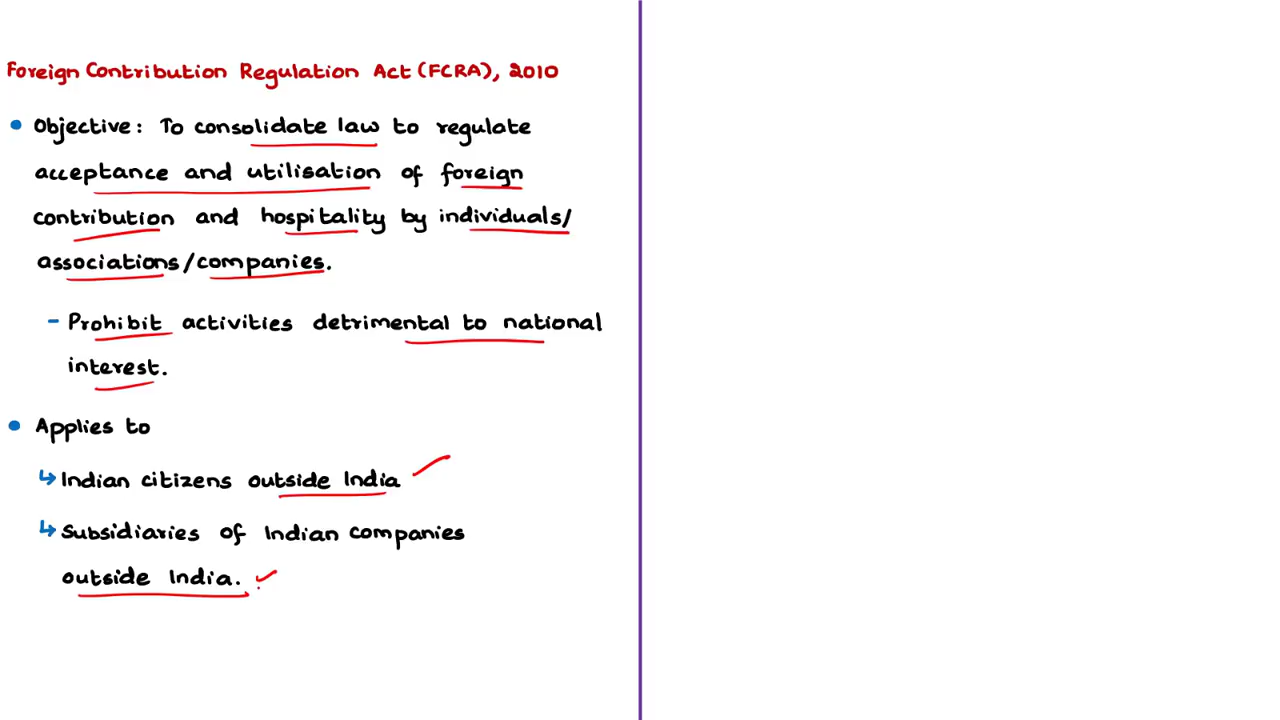 Foreign Contribution Regulation Act (FCRA), 2010
• Objective: To consolidate law to regulate
acceptance and utilisation of foreign
contribution and hospitality by individuals/
associations/companies.
- Prohibit activities detrimental to national
interest.
• Applies to
↳ Indian citizens outside India
↳ Subsidiaries of Indian companies
outside India.